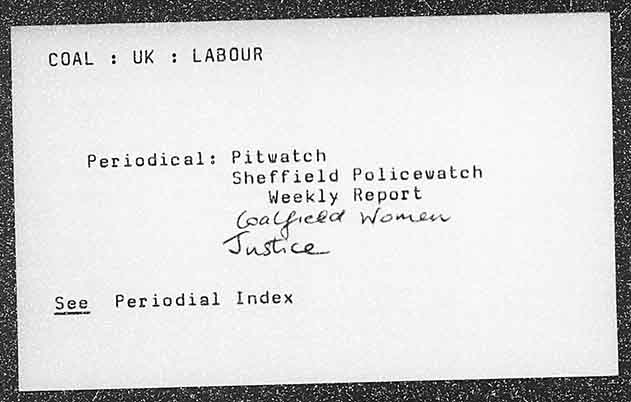 COAL : UK : LABOUR
Periodical: Pitwatch
Sheffield Policewatch
Weekly Report
Coalfield Women
Justice
See Periodial Index